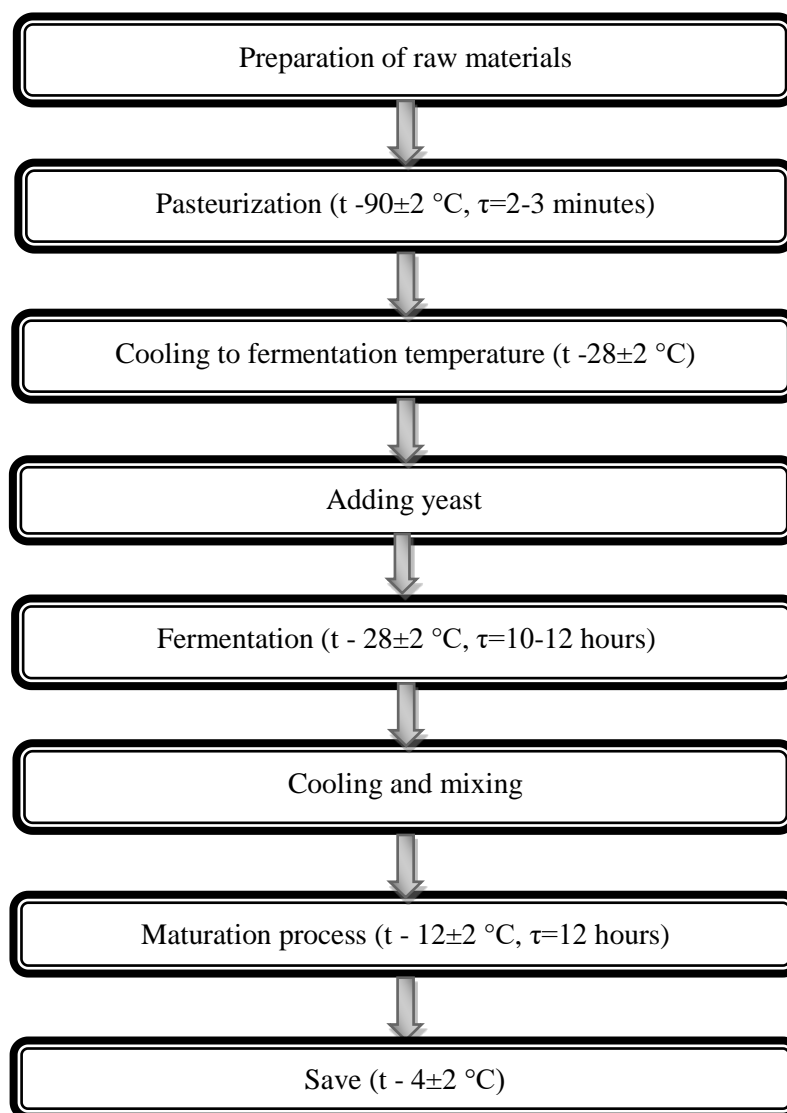 Preparation of raw materials
Pasteurization (t -90±2 °C, τ=2-3 minutes)
Cooling to fermentation temperature (t -28±2 °C)
Adding yeast
Fermentation (t - 28±2 °C, τ=10-12 hours)
Cooling and mixing
Maturation process (t - 12±2 °C, τ=12 hours)
Save (t - 4±2 °C)